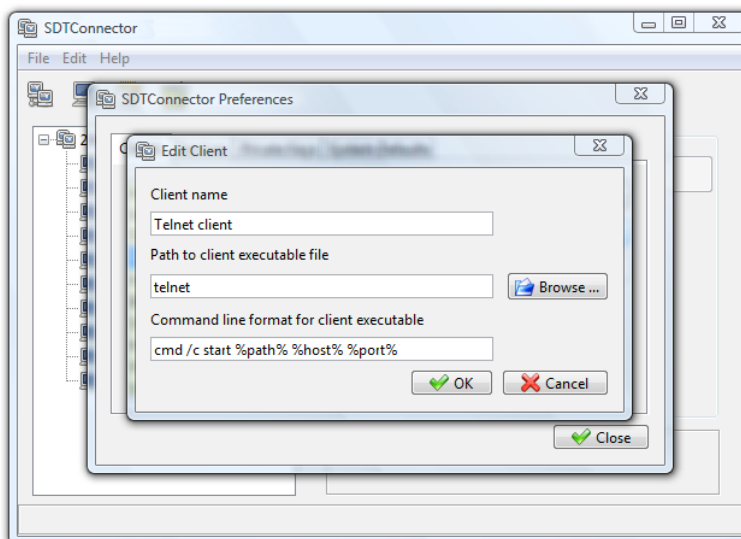 SDTConnector
File Edit Help
SDTConnector Preferences
Edit Client
Client name
Telnet client
Path to client executable file
telnet
Browse ...
Command line format for client executable
cmd /c start %path% %host% %port%
OK
Cancel
Close